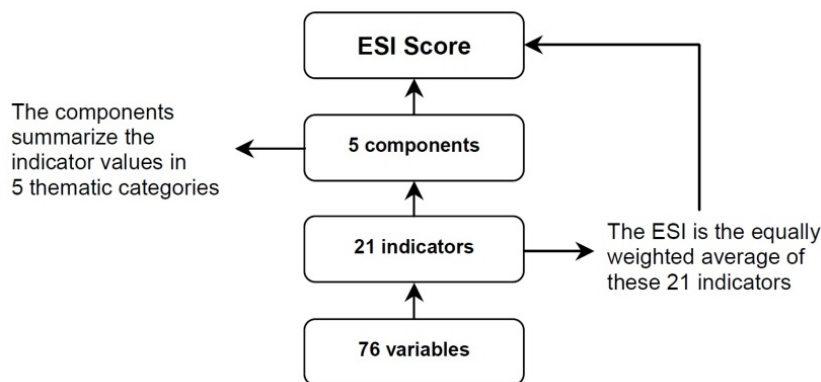 ESI Score
The components
summarize the
indicator values in
5 thematic categories
5 components
21 indicators
The ESI is the equally
weighted average of
these 21 indicators
76 variables